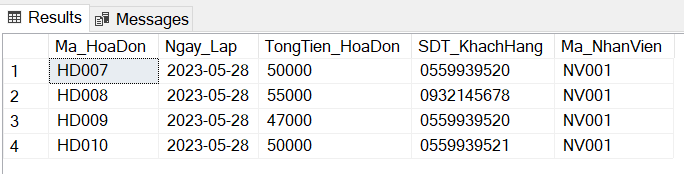 Results Messages
Ma_HoaDon Ngay_Lap TongTien_HoaDon SDT_KhachHang Ma_NhanVien
1 HD007 2023-05-28 50000 0559939520 NV001
2 HD008 2023-05-28 55000 0932145678 NV001
3 HD009 2023-05-28 47000 0559939520 NV001
4 HD010 2023-05-28 50000 0559939521 NV001